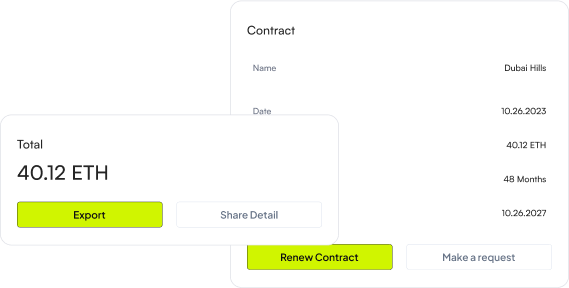 Contract
Name Dubai Hills
Date 10.26.2023
40.12 ETH
48 Months
10.26.2027
Renew Contract Make a request
Total
40.12 ETH
Export Share Detail